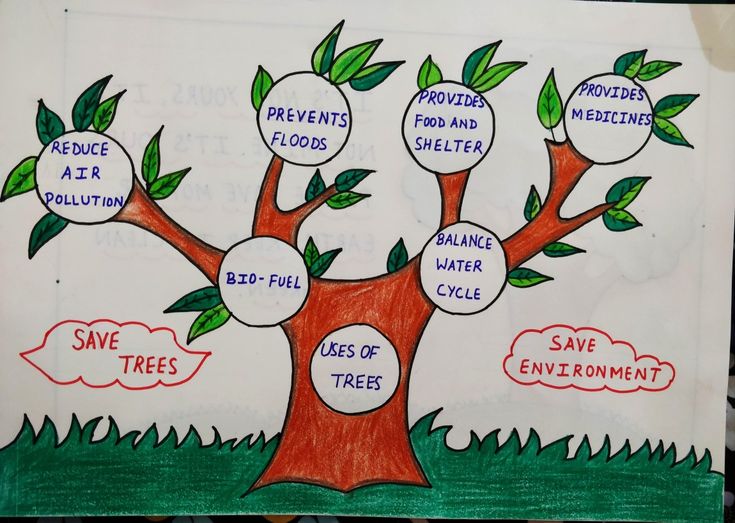 REDUCE
AIR
POLLUTION
PREVENTS
FLOODS
PROVIDES
FOOD AND
SHELTER
PROVIDES
MEDICINES
BIO-FUEL
BALANCE
WATER
CYCLE
USES OF
TREES
SAVE
TREES
SAVE
ENVIRONMENT